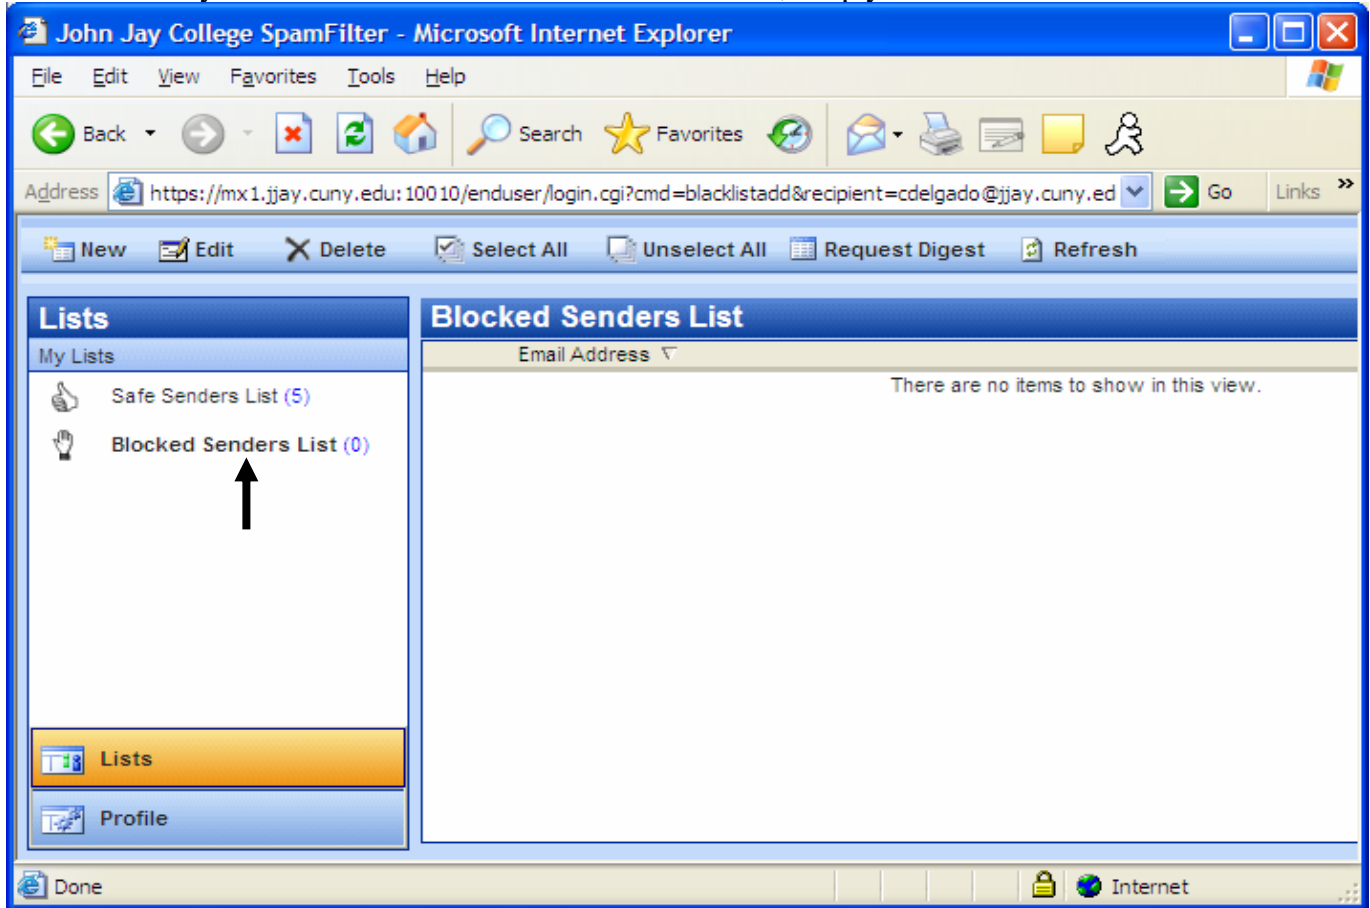 John Jay College SpamFilter - Microsoft Internet Explorer
File Edit View Favorites Tools Help
Back Search Favorites
Address https://mx1.jjay.cuny.edu:10010/enduser/login.cgi?cmd=blacklistadd&recipient=cdelgado@jjay.cuny.ed Go Links »
New Edit Delete Select All Unselect All Request Digest Refresh
Lists
My Lists
Safe Senders List (5)
Blocked Senders List (0)
Lists
Profile
Blocked Senders List
Email Address
There are no items to show in this view.
Done Internet